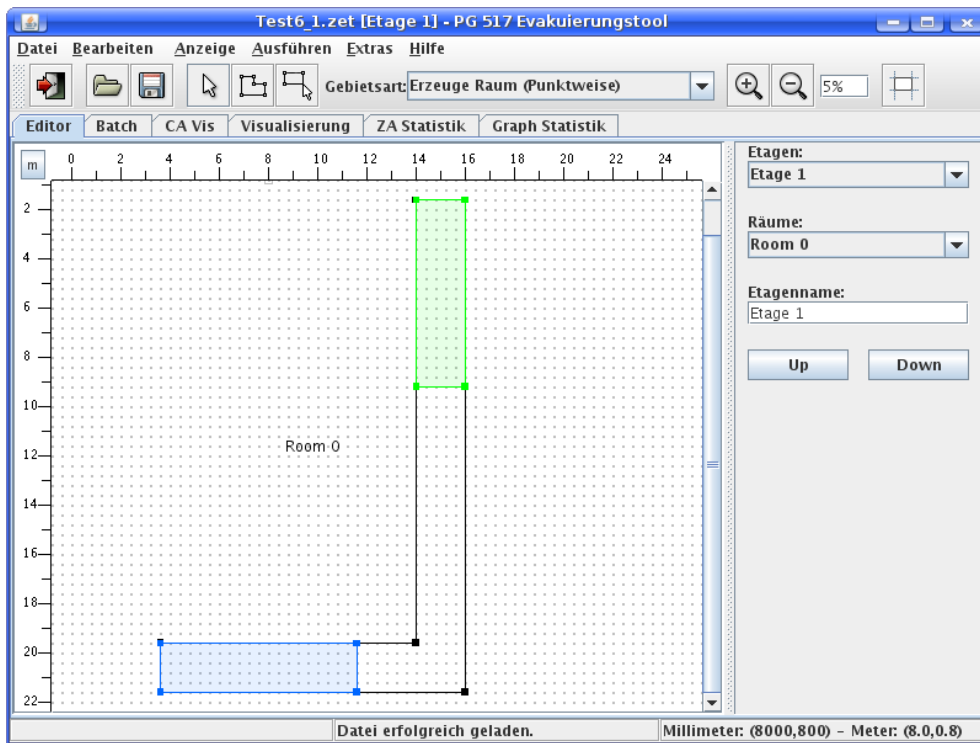 Test6_1.zet [Etage 1] - PG 517 Evakuierungstool
Datei Bearbeiten Anzeige Ausführen Extras Hilfe
Gebietsart: Erzeuge Raum (Punktweise) 5%
Editor Batch CA Vis Visualisierung ZA Statistik Graph Statistik
m 0 2 4 6 8 10 12 14 16 18 20 22 24
2
4
6
8
10
12
14
16
18
20
22
Room 0
Etagen:
Etage 1
Räume:
Room 0
Etagenname:
Etage 1
Up Down
Datei erfolgreich geladen. Millimeter: (8000,800) - Meter: (8.0,0.8)